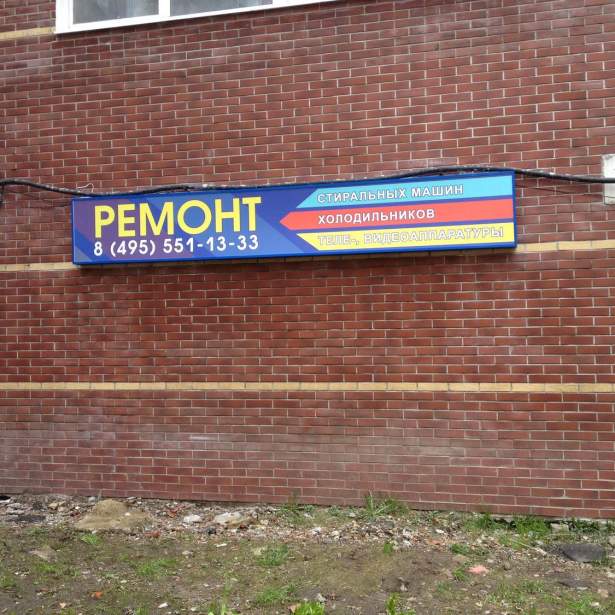 РЕМОНТ
8 (495) 551-13-33
СТИРАЛЬНЫХ МАШИН
ХОЛОДИЛЬНИКОВ
ТЕЛЕ-, ВИДЕОАППАРАТУРЫ